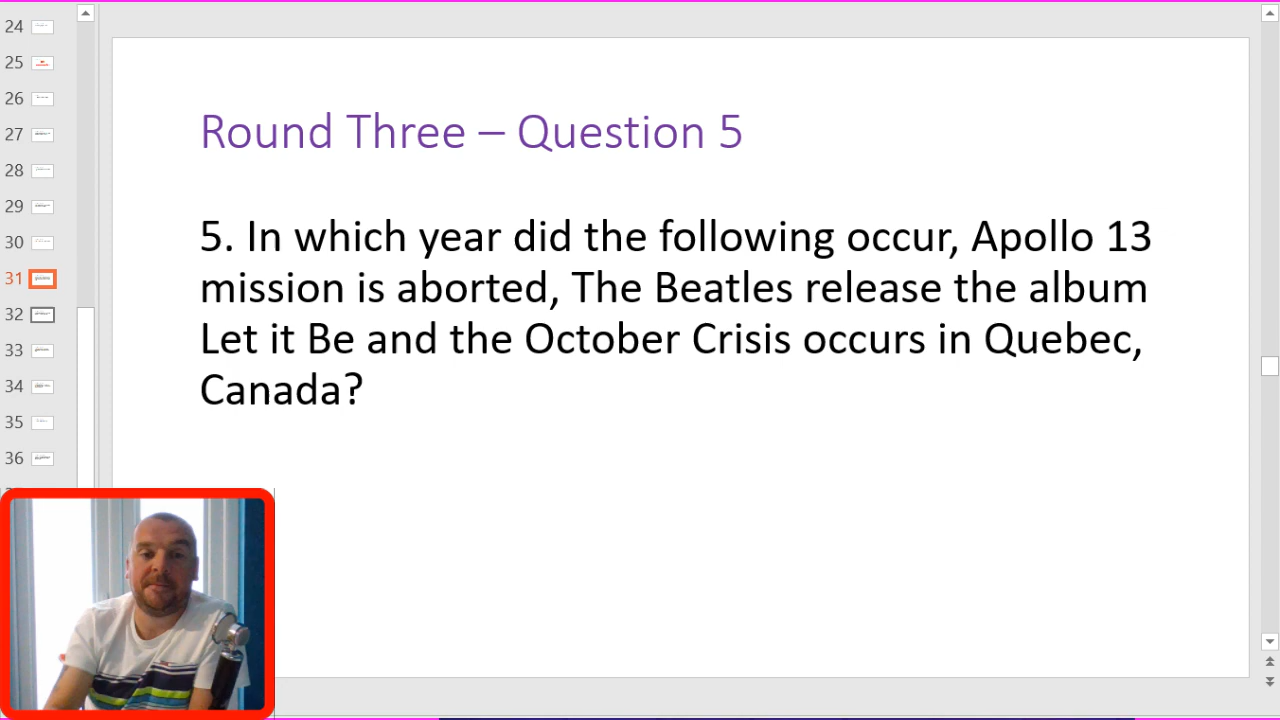 24
25
26
27
28
29
30
31
32
33
34
35
36
Round Three – Question 5
5. In which year did the following occur, Apollo 13
mission is aborted, The Beatles release the album
Let it Be and the October Crisis occurs in Quebec,
Canada?